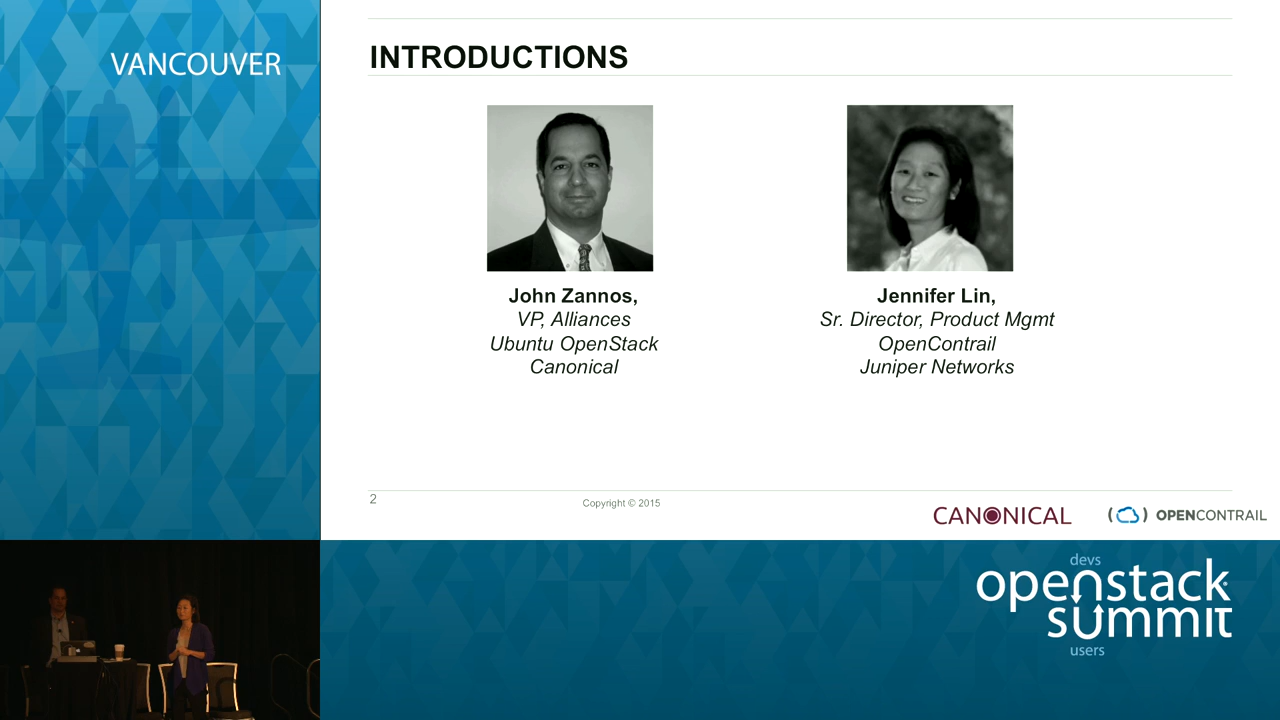 VANCOUVER
INTRODUCTIONS
John Zannos,
VP, Alliances
Ubuntu OpenStack
Canonical
Jennifer Lin,
Sr. Director, Product Mgmt
OpenContrail
Juniper Networks
2
Copyright © 2015
CANONICAL
OPENCONTRAIL
devs
openstack
summit
users